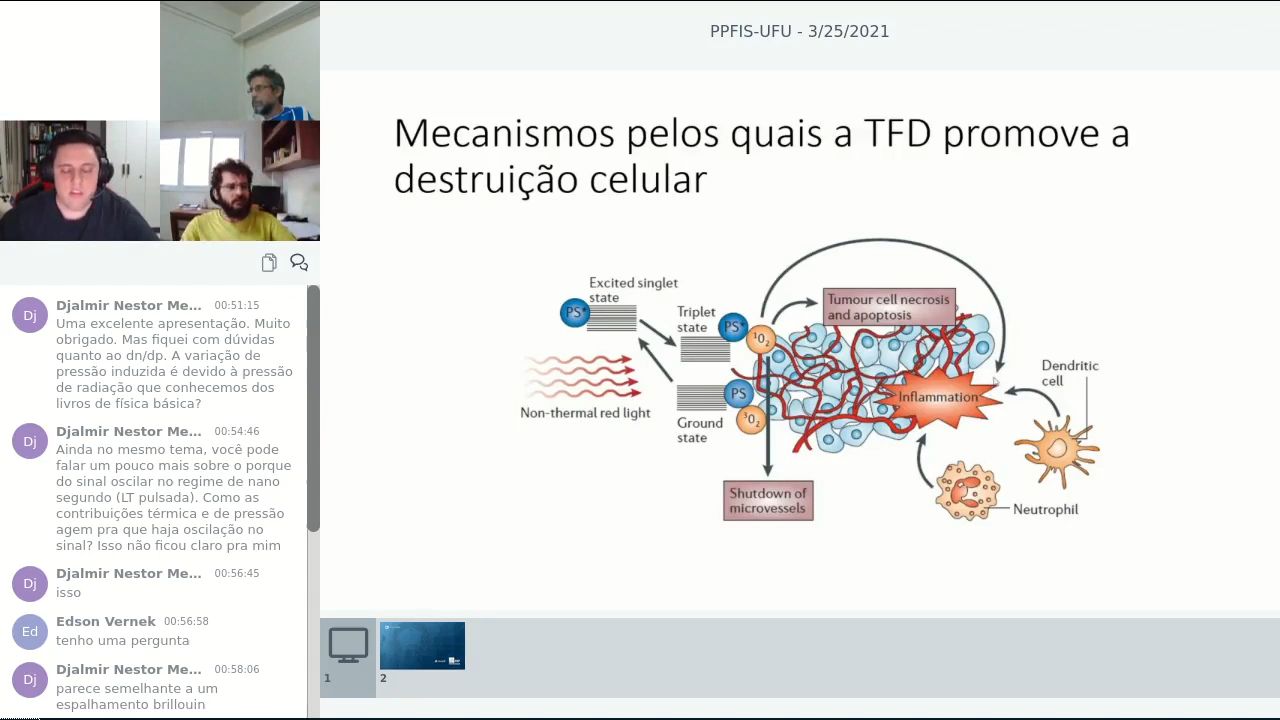 PPFIS-UFU - 3/25/2021
Mecanismos pelos quais a TFD promove a
destruição celular
Excited singlet
state
PS*
Triplet
state
PS*
¹O₂
Tumour cell necrosis
and apoptosis
Non-thermal red light
PS
³O₂
Ground
state
Inflammation
Dendritic
cell
Shutdown of
microvessels
Neutrophil
1
2
Dj
Djalmir Nestor Me... 00:51:15
Uma excelente apresentação. Muito
obrigado. Mas fiquei com dúvidas
quanto ao dn/dp. A variação de
pressão induzida é devido à pressão
de radiação que conhecemos dos
livros de física básica?
Dj
Djalmir Nestor Me... 00:54:46
Ainda no mesmo tema, você pode
falar um pouco mais sobre o porque
do sinal oscilar no regime de nano
segundo (LT pulsada). Como as
contribuições térmica e de pressão
agem pra que haja oscilação no
sinal? Isso não ficou claro pra mim
Dj
Djalmir Nestor Me... 00:56:45
isso
Ed
Edson Vernek 00:56:58
tenho uma pergunta
Dj
Djalmir Nestor Me... 00:58:06
parece semelhante a um
espalhamento brillouin